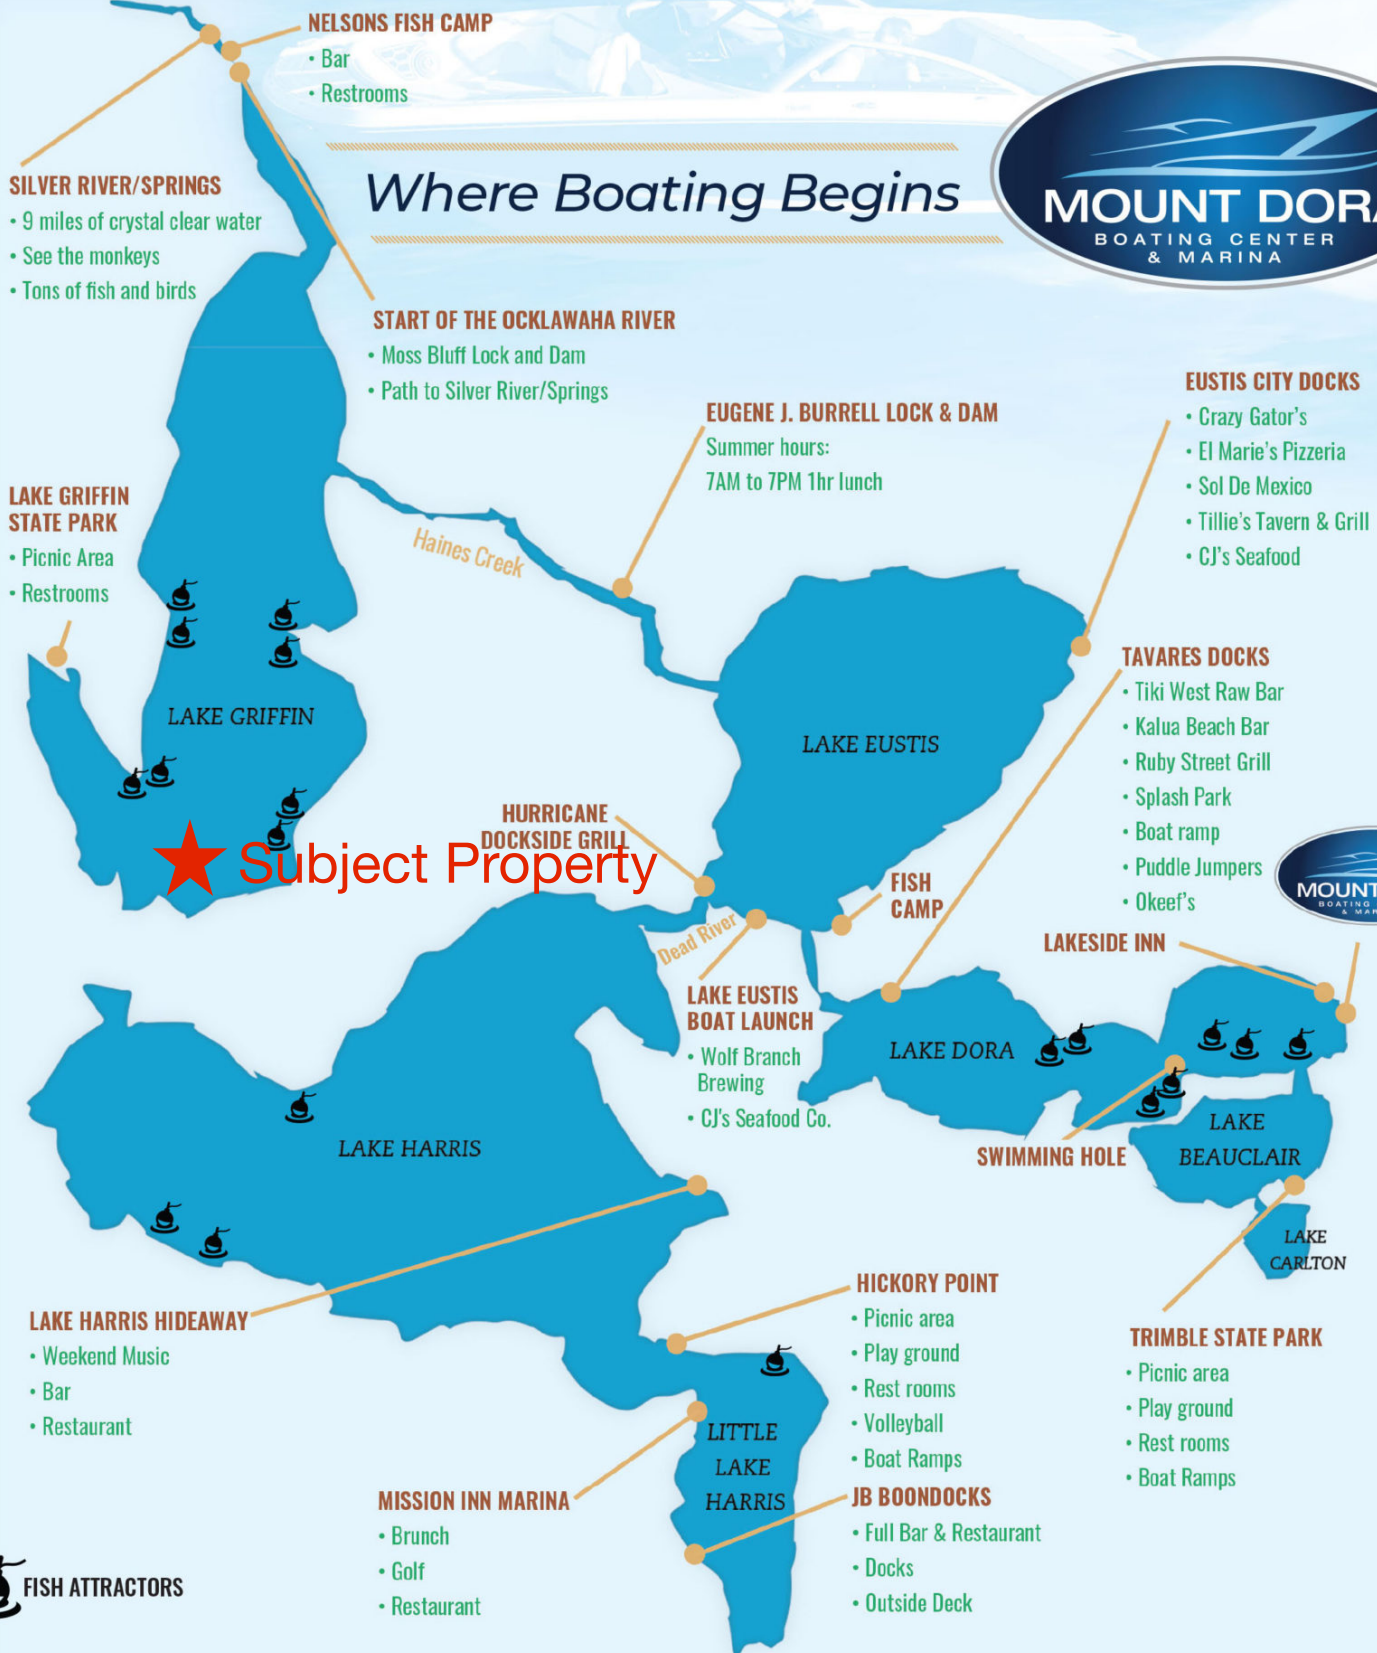 NELSONS FISH CAMP
• Bar
• Restrooms
SILVER RIVER/SPRINGS
• 9 miles of crystal clear water
• See the monkeys
• Tons of fish and birds
Where Boating Begins
MOUNT DORA
BOATING CENTER
& MARINA
START OF THE OCKLAWAHA RIVER
• Moss Bluff Lock and Dam
• Path to Silver River/Springs
EUGENE J. BURRELL LOCK & DAM
Summer hours:
7AM to 7PM 1hr lunch
EUSTIS CITY DOCKS
• Crazy Gator's
• El Marie's Pizzeria
• Sol De Mexico
• Tillie's Tavern & Grill
• CJ's Seafood
LAKE GRIFFIN
STATE PARK
• Picnic Area
• Restrooms
Haines Creek
LAKE GRIFFIN
LAKE EUSTIS
TAVARES DOCKS
• Tiki West Raw Bar
• Kalua Beach Bar
• Ruby Street Grill
• Splash Park
• Boat ramp
• Puddle Jumpers
• Okeef's
HURRICANE
DOCKSIDE GRILL
Subject Property
FISH
CAMP
Dead River
MOUNT
BOATING
& MAR
LAKESIDE INN
LAKE EUSTIS
BOAT LAUNCH
• Wolf Branch
Brewing
• CJ's Seafood Co.
LAKE DORA
SWIMMING HOLE
LAKE
BEAUCLAIR
LAKE
CARLTON
LAKE HARRIS
LAKE HARRIS HIDEAWAY
• Weekend Music
• Bar
• Restaurant
HICKORY POINT
• Picnic area
• Play ground
• Rest rooms
• Volleyball
• Boat Ramps
TRIMBLE STATE PARK
• Picnic area
• Play ground
• Rest rooms
• Boat Ramps
LITTLE
LAKE
HARRIS
MISSION INN MARINA
• Brunch
• Golf
• Restaurant
JB BOONDOCKS
• Full Bar & Restaurant
• Docks
• Outside Deck
FISH ATTRACTORS